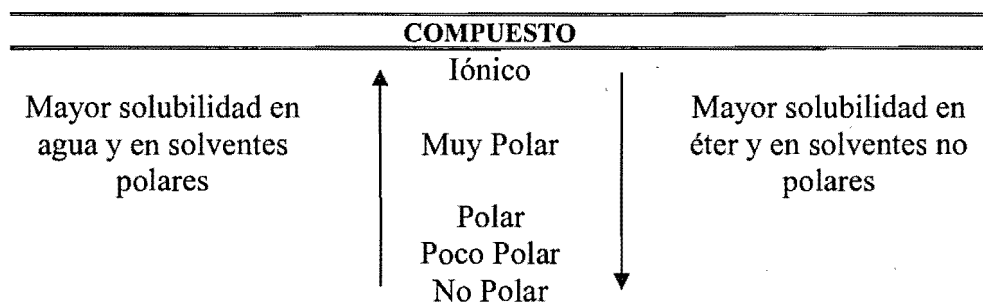 COMPUESTO
Iónico
Mayor solubilidad en
agua y en solventes
polares
Muy Polar
Mayor solubilidad en
éter y en solventes no
polares
Polar
Poco Polar
No Polar